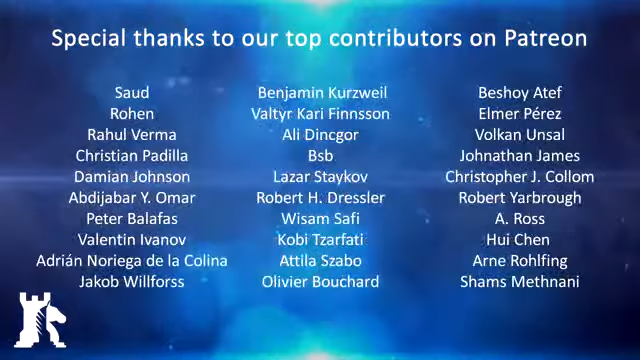 Special thanks to our top contributors on Patreon
Saud
Rohen
Rahul Verma
Christian Padilla
Damian Johnson
Abdijabar Y. Omar
Peter Balafas
Valentin Ivanov
Adrián Noriega de la Colina
Jakob Willforss
Benjamin Kurzweil
Valtyr Kari Finnsson
Ali Dincgor
Bsb
Lazar Staykov
Robert H. Dressler
Wisam Safi
Kobi Tzarfati
Attila Szabo
Olivier Bouchard
Beshoy Atef
Elmer Pérez
Volkan Unsal
Johnathan James
Christopher J. Collom
Robert Yarbrough
A. Ross
Hui Chen
Arne Rohlfing
Shams Methnani